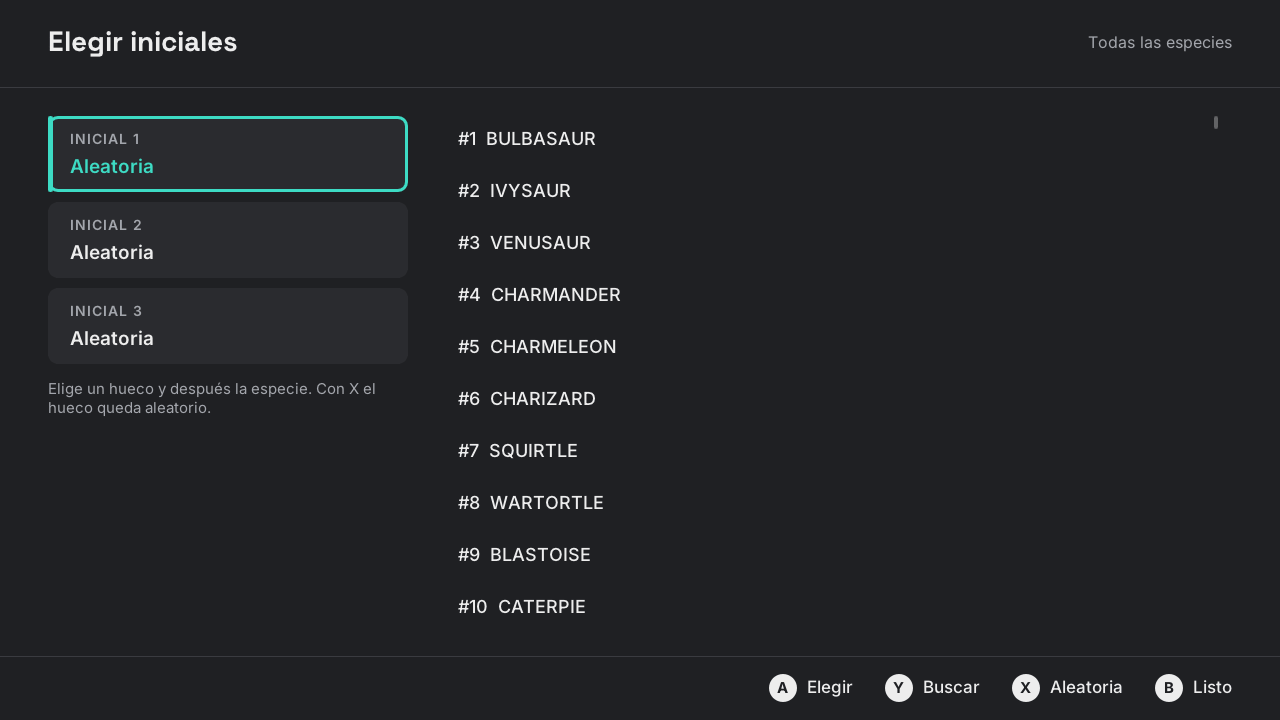 Elegir iniciales
Todas las especies
INICIAL 1
Aleatoria
INICIAL 2
Aleatoria
INICIAL 3
Aleatoria
Elige un hueco y después la especie. Con X el
hueco queda aleatorio.
#1 BULBASAUR
#2 IVYSAUR
#3 VENUSAUR
#4 CHARMANDER
#5 CHARMELEON
#6 CHARIZARD
#7 SQUIRTLE
#8 WARTORTLE
#9 BLASTOISE
#10 CATERPIE
A Elegir Y Buscar X Aleatoria B Listo